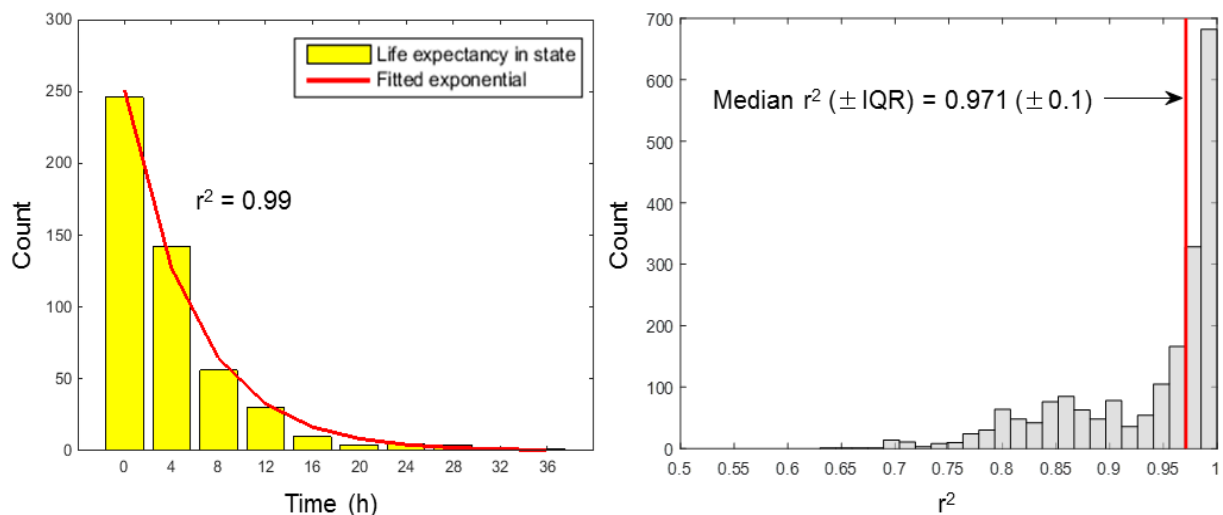 300
250
200
150
100
50
0
Count
Life expectancy in state
Fitted exponential
r² = 0.99
0 4 8 12 16 20 24 28 32 36
Time (h)
700
600
500
400
300
200
100
0
Count
Median r² (± IQR) = 0.971 (± 0.1)
0.5 0.55 0.6 0.65 0.7 0.75 0.8 0.85 0.9 0.95 1
r²